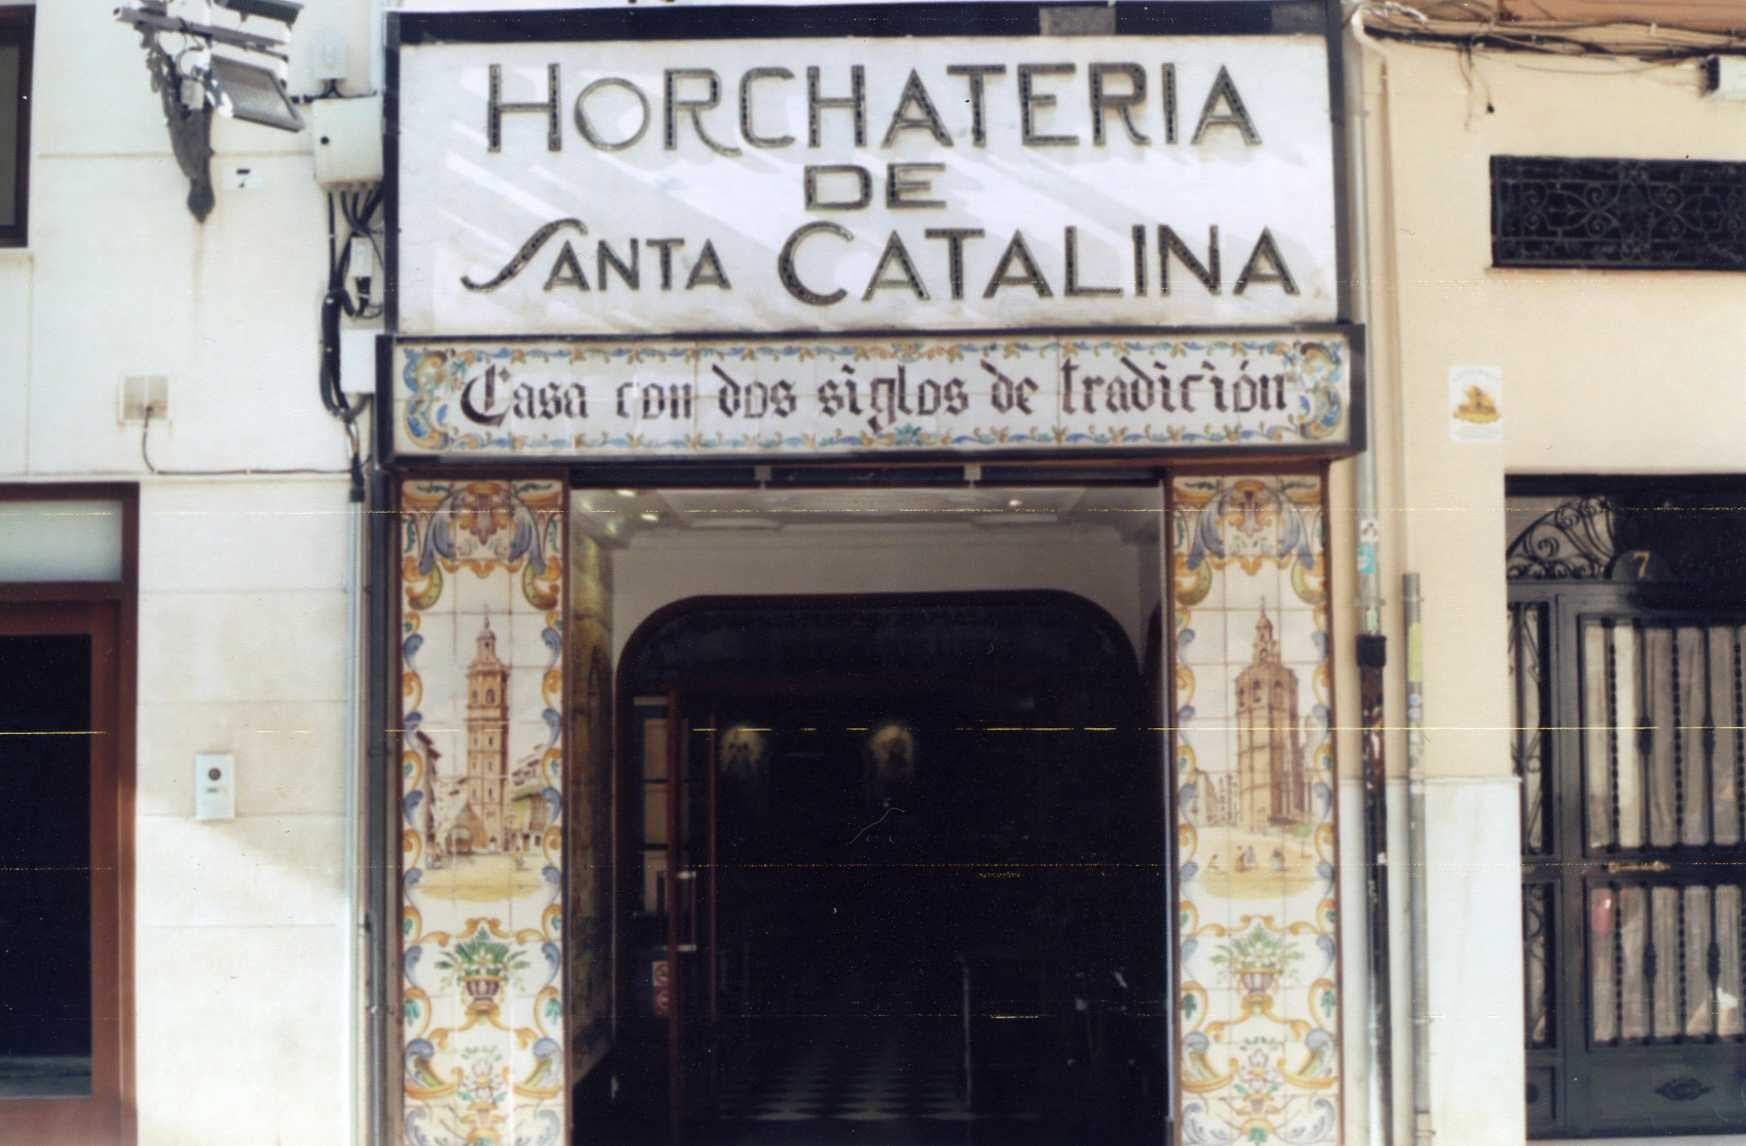 HORCHATERIA
DE
SANTA CATALINA
Casa con dos siglos de tradición
7
7